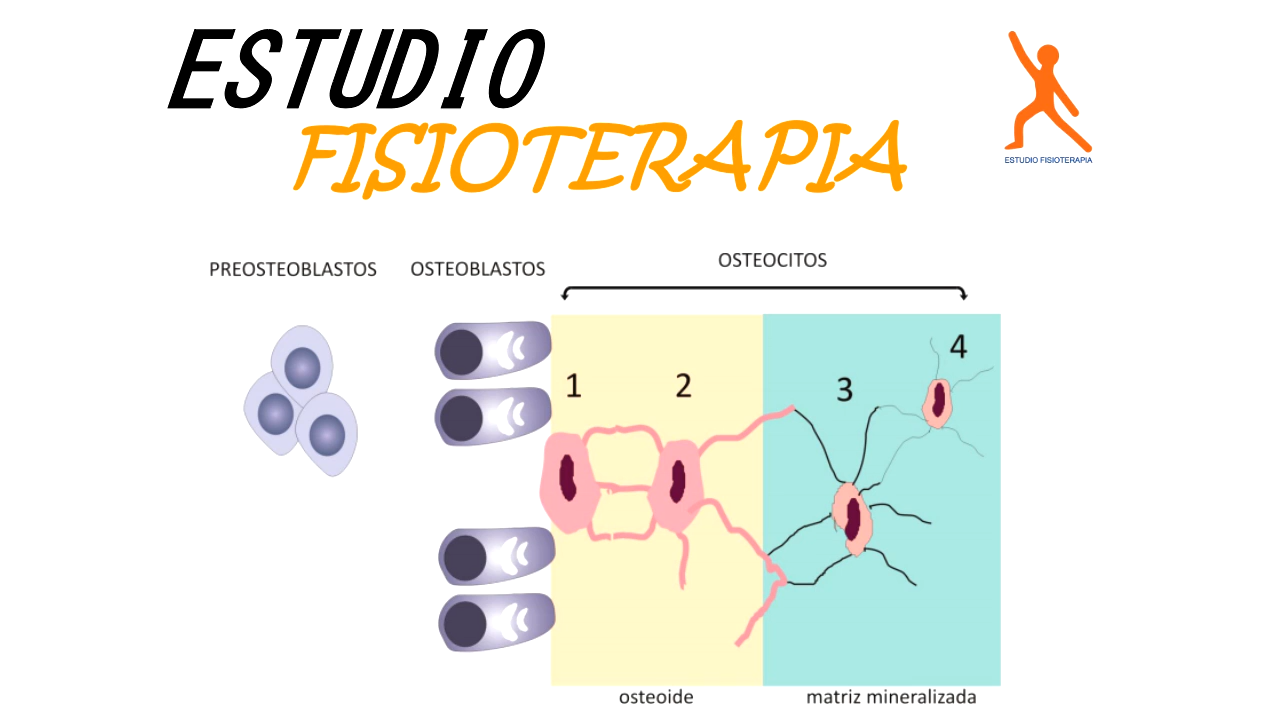 ESTUDIO
FISIOTERAPIA
ESTUDIO FISIOTERAPIA
PREOSTEOBLASTOS
OSTEOBLASTOS
OSTEOCITOS
1
2
3
4
osteoide
matriz mineralizada